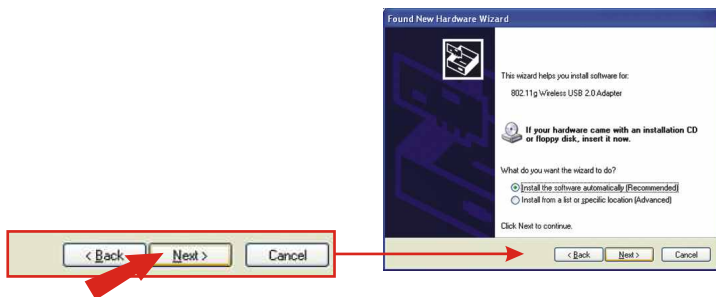 Found New Hardware Wizard
This wizard helps you install software for:
802.11g Wireless USB 2.0 Adapter
If your hardware came with an installation CD
or floppy disk, insert it now.
What do you want the wizard to do?
Install the software automatically (Recommended)
Install from a list or specific location (Advanced)
Click Next to continue.
< Back Next > Cancel
< Back Next > Cancel